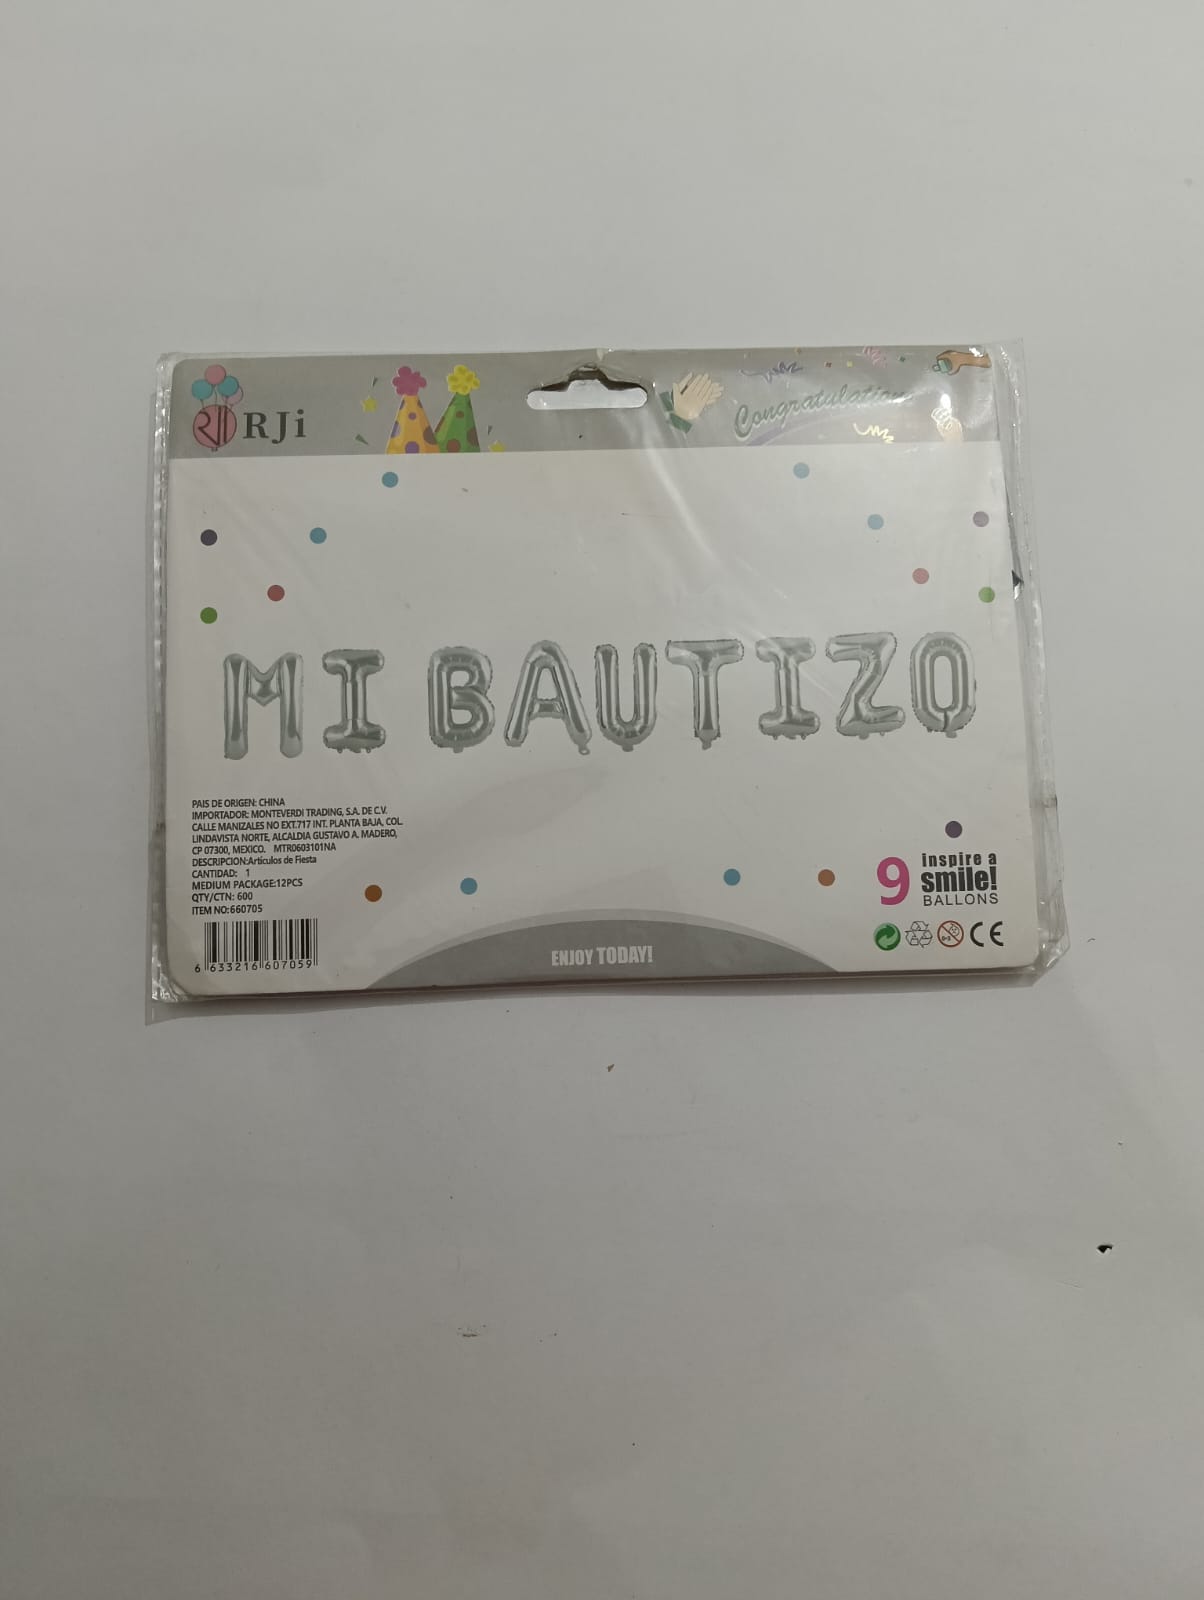 RJi
Congratulations
MI BAUTIZO
PAIS DE ORIGEN: CHINA
IMPORTADOR: MONTEVERDI TRADING, S.A. DE C.V.
CALLE MANIZALES NO EXT.717 INT. PLANTA BAJA, COL.
LINDAVISTA NORTE, ALCALDIA GUSTAVO A. MADERO,
CP 07300, MEXICO. MTR0603101NA
DESCRIPCION:Artículos de Fiesta
CANTIDAD: 1
MEDIUM PACKAGE:12PCS
QTY/CTN: 600
ITEM NO:660705
6 633216 607059
ENJOY TODAY!
9 inspire a
smile!
BALLONS
0-3
CE